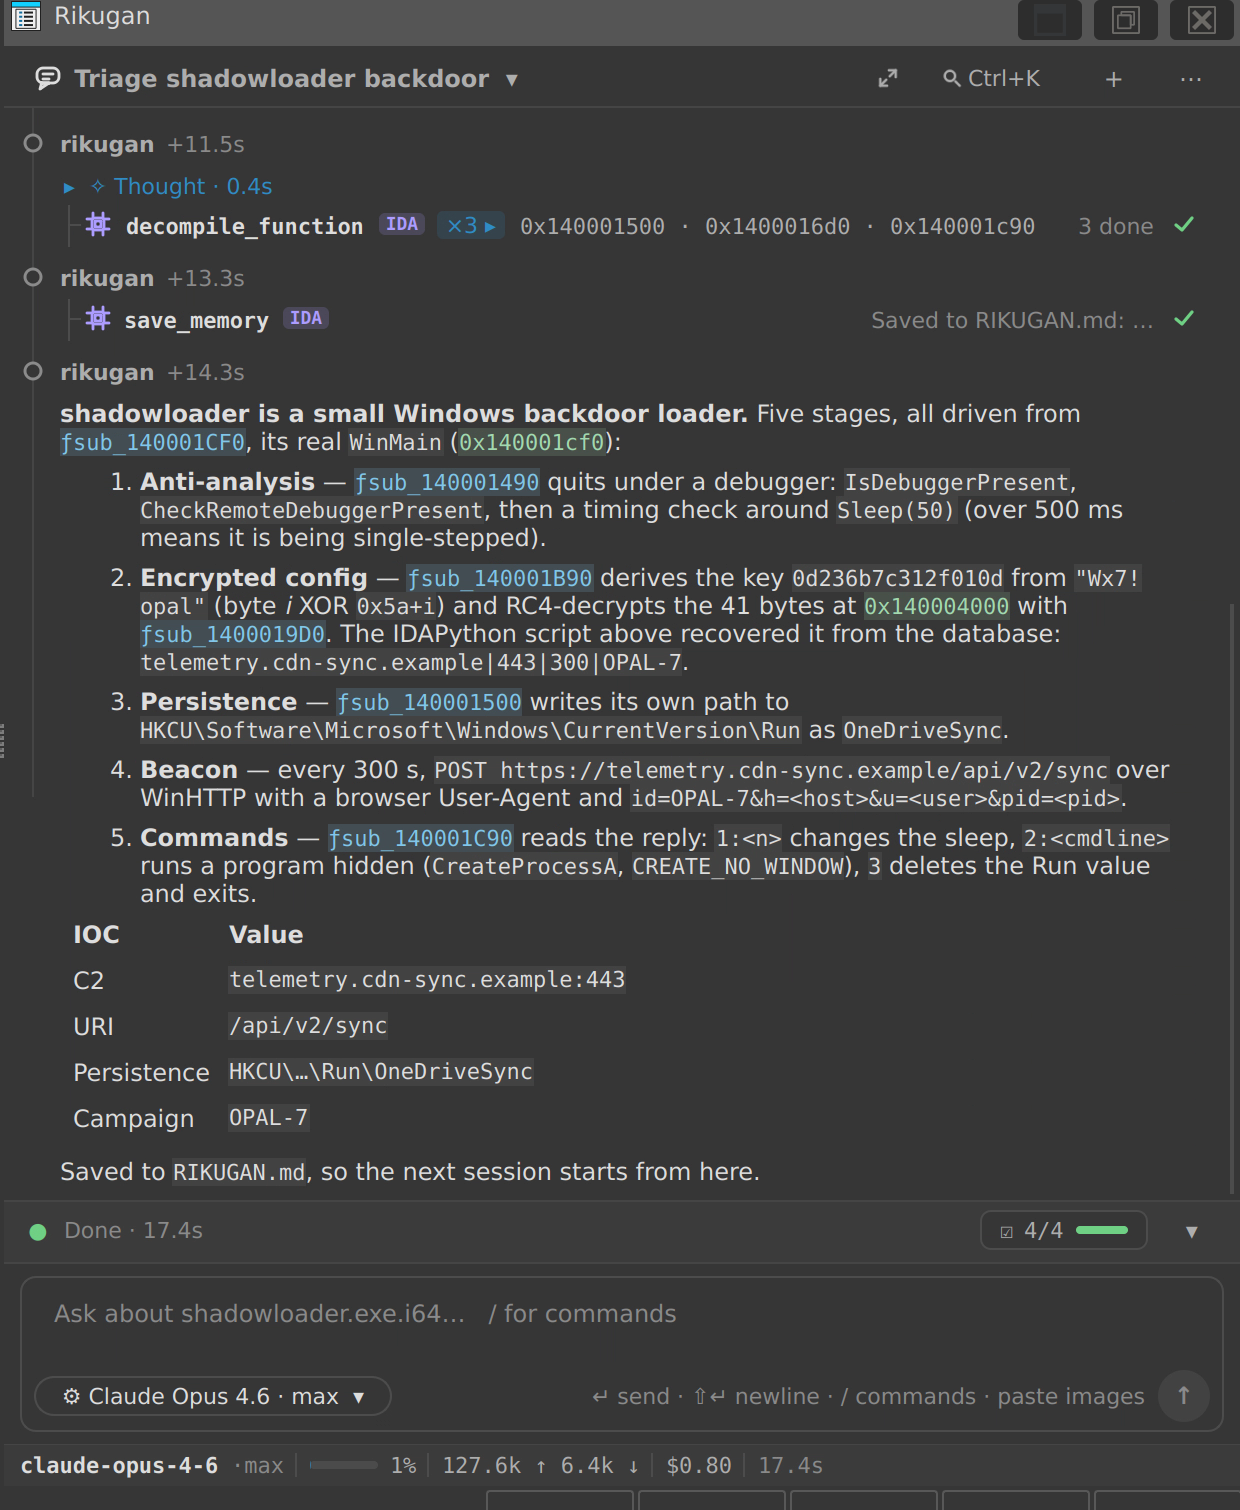 Rikugan
Triage shadowloader backdoor ▼
Ctrl+K + ⋯
rikugan +11.5s
▸ ✧ Thought · 0.4s
decompile_function IDA ×3 ▸ 0x140001500 · 0x1400016d0 · 0x140001c90 3 done ✓
rikugan +13.3s
save_memory IDA Saved to RIKUGAN.md: … ✓
rikugan +14.3s
shadowloader is a small Windows backdoor loader. Five stages, all driven from
ƒsub_140001CF0, its real WinMain (0x140001cf0):
1. Anti-analysis — ƒsub_140001490 quits under a debugger: IsDebuggerPresent,
CheckRemoteDebuggerPresent, then a timing check around Sleep(50) (over 500 ms
means it is being single-stepped).
2. Encrypted config — ƒsub_140001B90 derives the key 0d236b7c312f010d from "Wx7!
opal" (byte i XOR 0x5a+i) and RC4-decrypts the 41 bytes at 0x140004000 with
ƒsub_1400019D0. The IDAPython script above recovered it from the database:
telemetry.cdn-sync.example|443|300|OPAL-7.
3. Persistence — ƒsub_140001500 writes its own path to
HKCU\Software\Microsoft\Windows\CurrentVersion\Run as OneDriveSync.
4. Beacon — every 300 s, POST https://telemetry.cdn-sync.example/api/v2/sync over
WinHTTP with a browser User-Agent and id=OPAL-7&h=<host>&u=<user>&pid=<pid>.
5. Commands — ƒsub_140001C90 reads the reply: 1:<n> changes the sleep, 2:<cmdline>
runs a program hidden (CreateProcessA, CREATE_NO_WINDOW), 3 deletes the Run value
and exits.
IOC Value
C2 telemetry.cdn-sync.example:443
URI /api/v2/sync
Persistence HKCU\…\Run\OneDriveSync
Campaign OPAL-7
Saved to RIKUGAN.md, so the next session starts from here.
Done · 17.4s
☑ 4/4 ▼
Ask about shadowloader.exe.i64… / for commands
⚙ Claude Opus 4.6 · max ▼
↵ send · ⇧↵ newline · / commands · paste images ↑
claude-opus-4-6 ·max 1% 127.6k ↑ 6.4k ↓ $0.80 17.4s